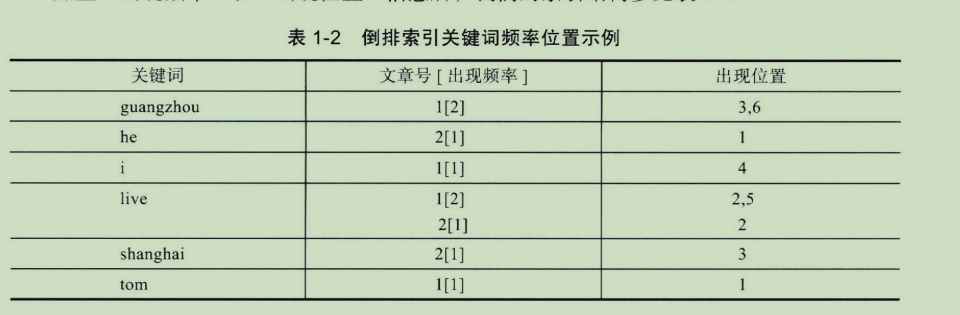 表 1-2 倒排索引关键词频率位置示例
关键词 文章号 [ 出现频率 ] 出现位置
guangzhou 1[2] 3,6
he 2[1] 1
i 1[1] 4
live 1[2] 2,5
2[1] 2
shanghai 2[1] 3
tom 1[1] 1